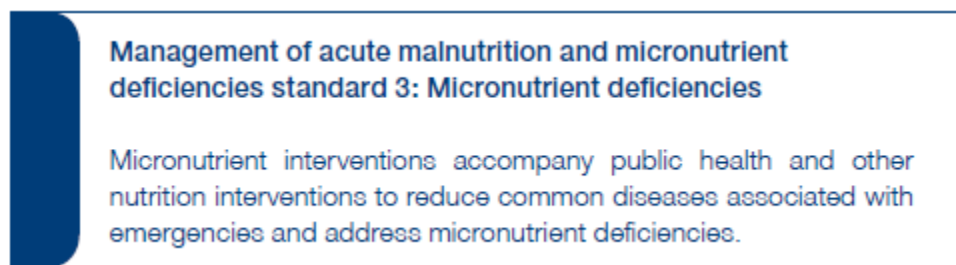 Management of acute malnutrition and micronutrient
deficiencies standard 3: Micronutrient deficiencies
Micronutrient interventions accompany public health and other
nutrition interventions to reduce common diseases associated with
emergencies and address micronutrient deficiencies.